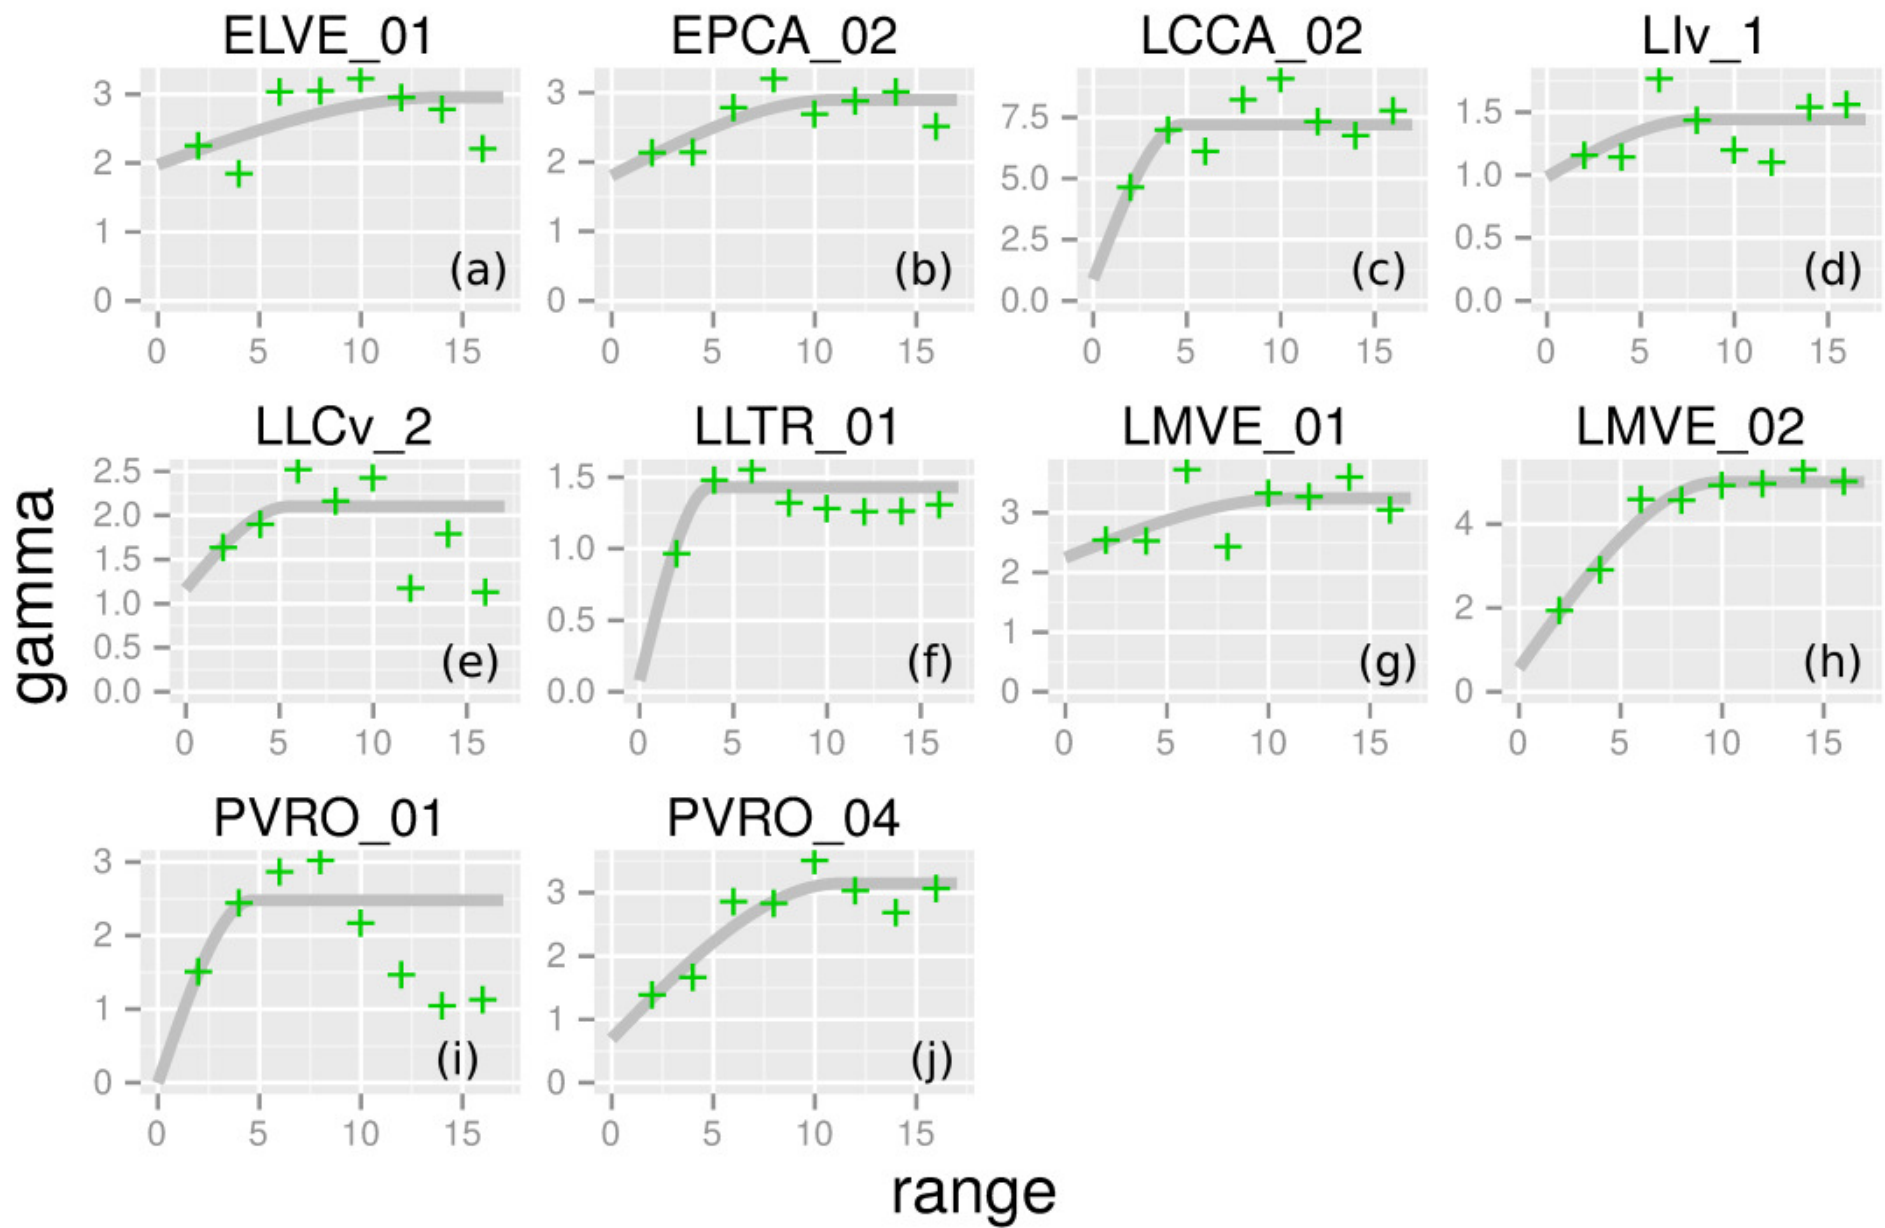 ELVE_01 EPCA_02 LCCA_02 LIv_1
3 3 7.5 1.5
2 2 5.0 1.0
1 1 2.5 0.5
0 0 0.0 0.0
(a) (b) (c) (d)
0 5 10 15 0 5 10 15 0 5 10 15 0 5 10 15
LLCv_2 LLTR_01 LMVE_01 LMVE_02
2.5 1.5 3 4
2.0 1.0 2 2
1.5 0.5 1 0
1.0 0.0 0
0.5
0.0
(e) (f) (g) (h)
0 5 10 15 0 5 10 15 0 5 10 15 0 5 10 15
gamma
PVRO_01 PVRO_04
3 3
2 2
1 1
0 0
(i) (j)
0 5 10 15 0 5 10 15
range